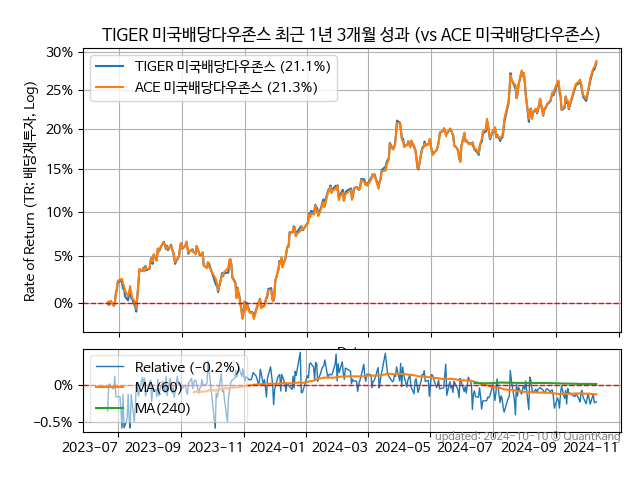 TIGER 미국배당다우존스 최근 1년 3개월 성과 (vs ACE 미국배당다우존스)
Rate of Return (TR: 배당재투자, Log)
30%
25%
20%
15%
10%
5%
0%
TIGER 미국배당다우존스 (21.1%)
ACE 미국배당다우존스 (21.3%)
0%
−0.5%
Relative (−0.2%)
MA(60)
MA(240)
2023-07 2023-09 2023-11 2024-01 2024-03 2024-05 2024-07 2024-09 2024-11
updated: 2024-10-10 © QuantKang